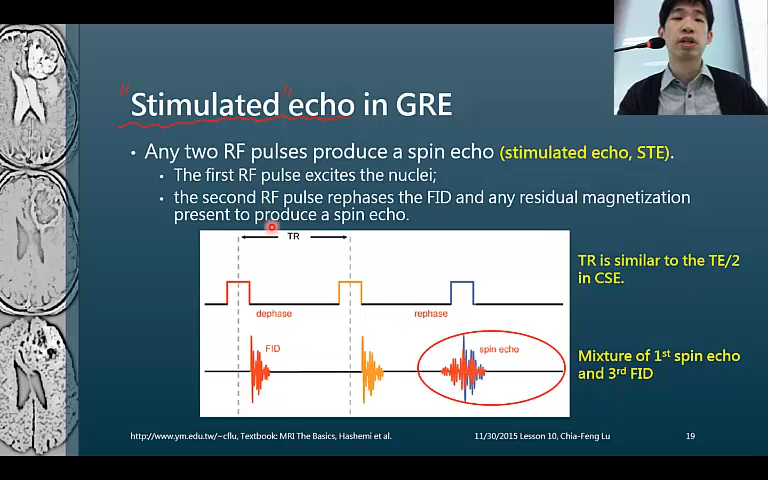 Stimulated echo in GRE
• Any two RF pulses produce a spin echo (stimulated echo, STE).
• The first RF pulse excites the nuclei;
• the second RF pulse rephases the FID and any residual magnetization
present to produce a spin echo.
TR
dephase
rephase
FID
spin echo
TR is similar to the TE/2
in CSE.
Mixture of 1st spin echo
and 3rd FID
http://www.ym.edu.tw/~cflu, Textbook: MRI The Basics, Hashemi et al.
11/30/2015 Lesson 10, Chia-Feng Lu
19